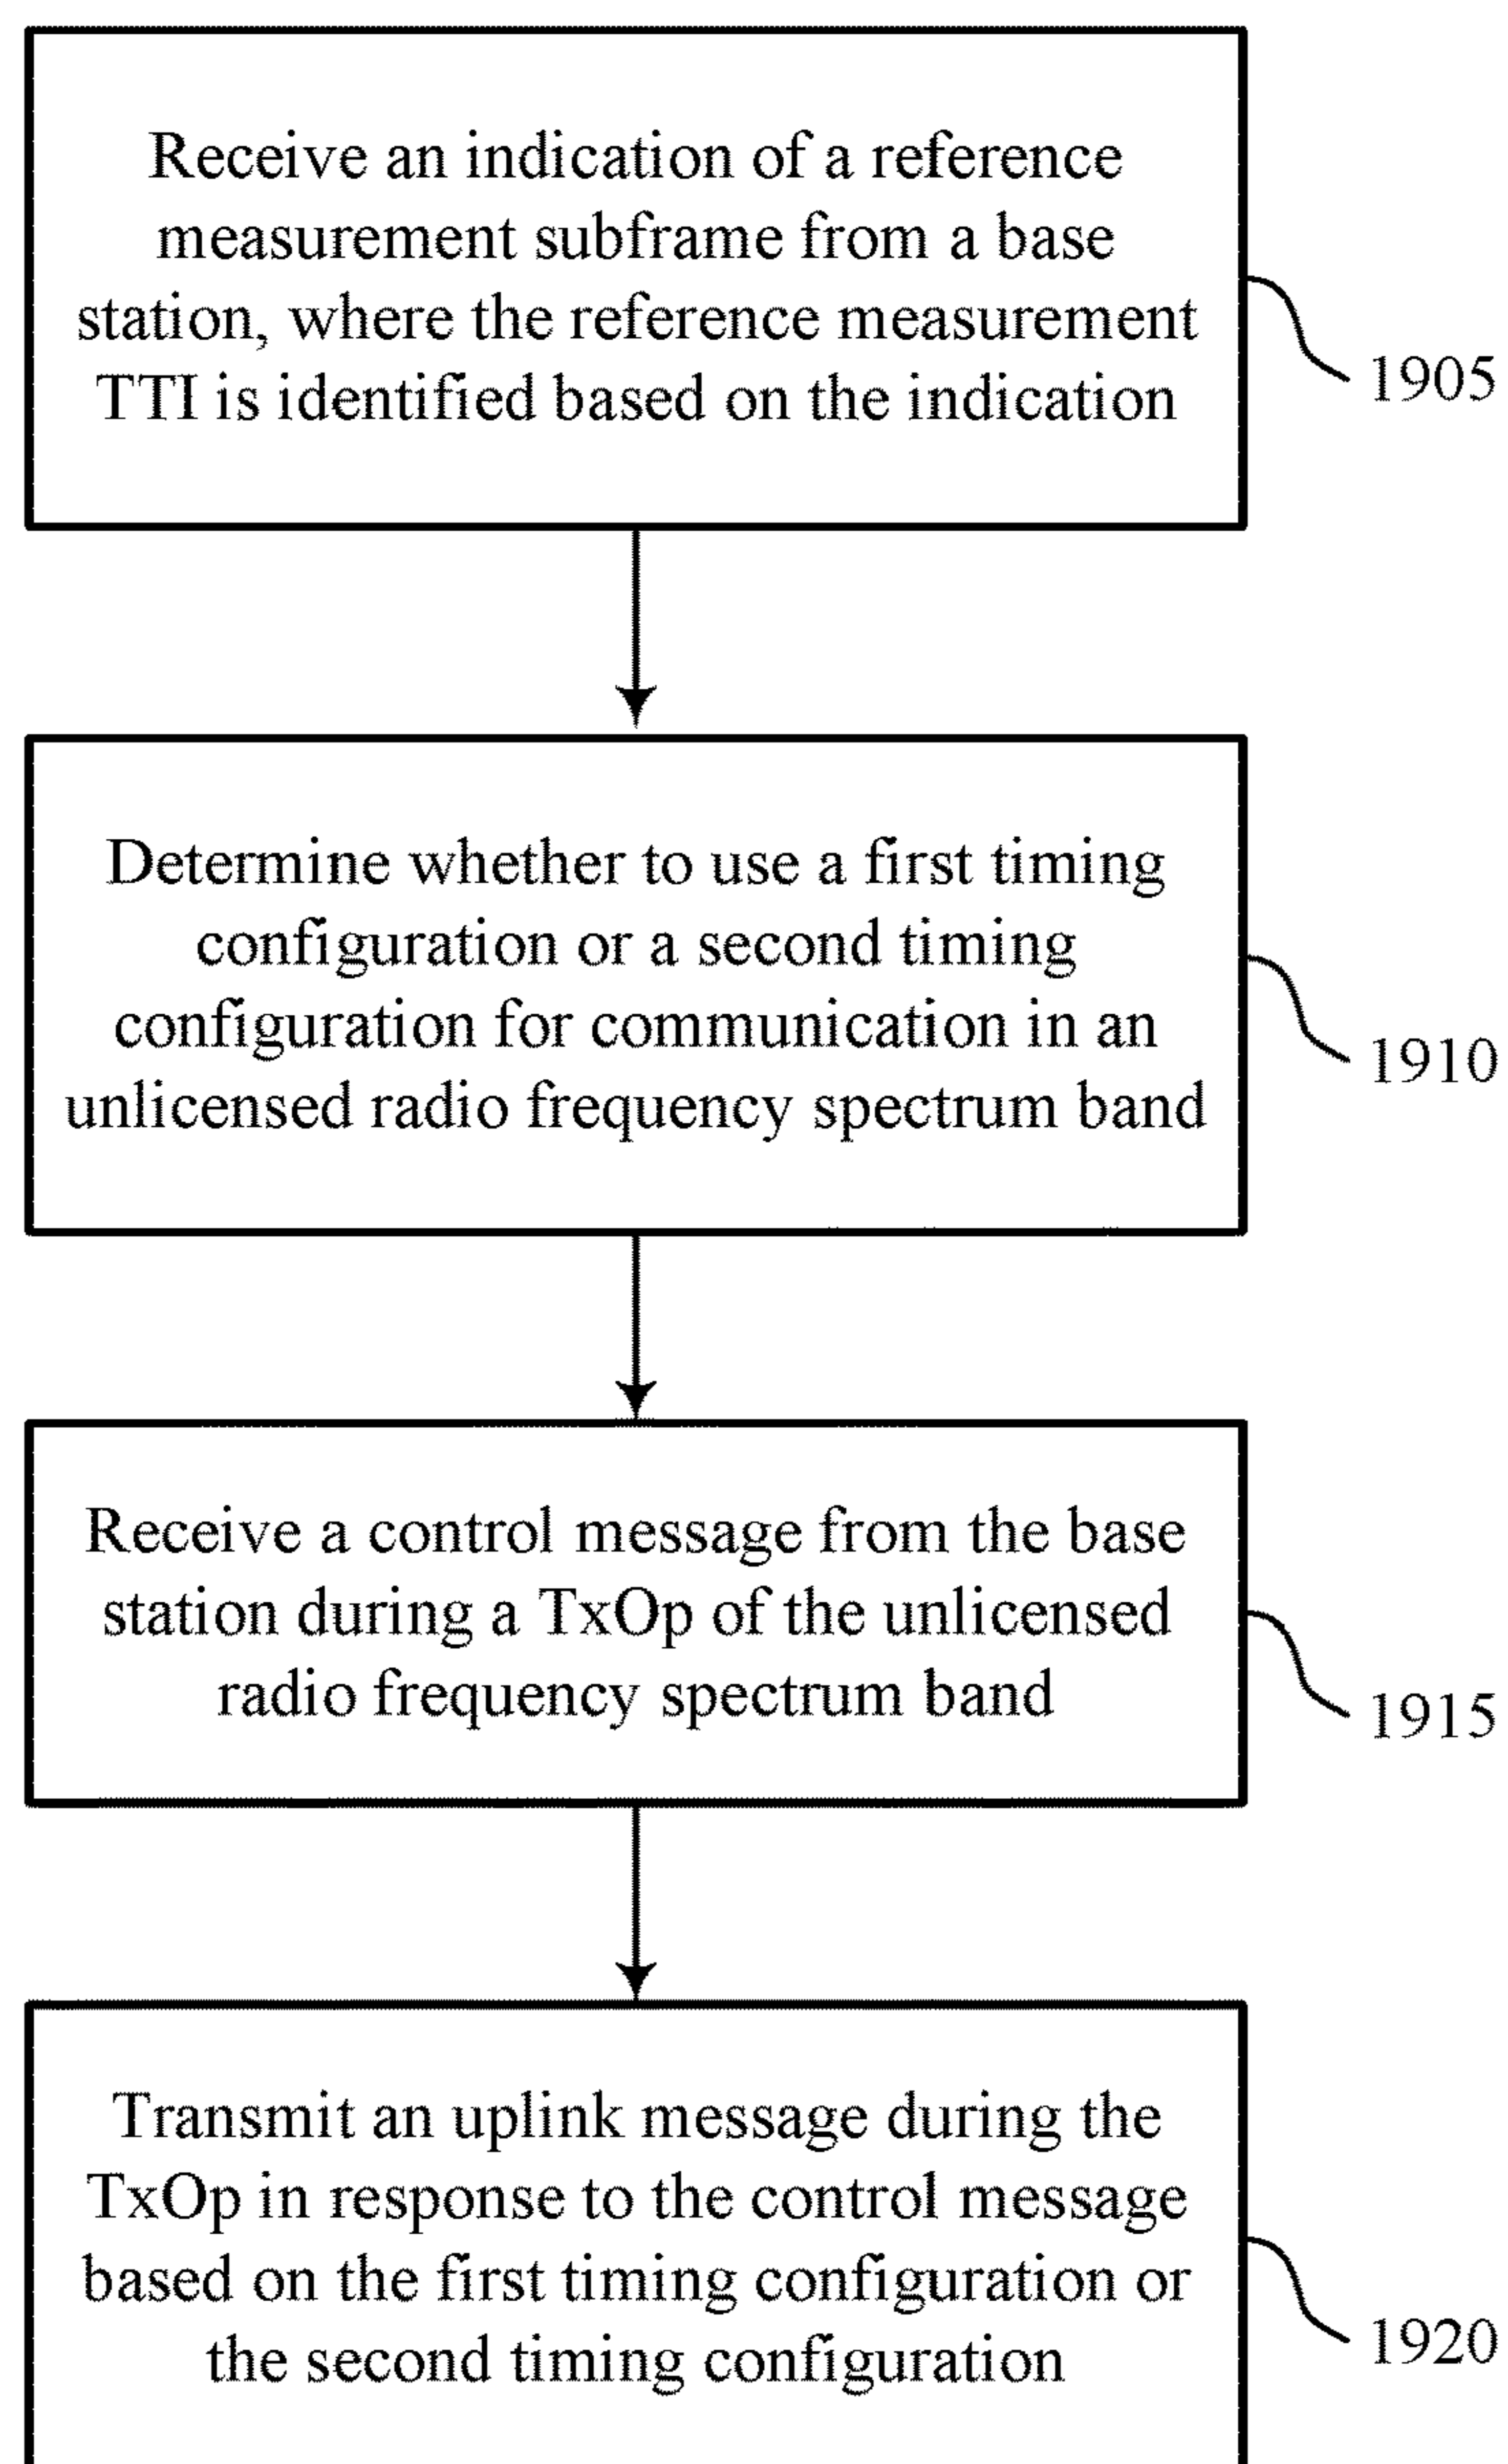 Receive an indication of a reference
measurement subframe from a base
station, where the reference measurement
TTI is identified based on the indication
1905
Determine whether to use a first timing
configuration or a second timing
configuration for communication in an
unlicensed radio frequency spectrum band
1910
Receive a control message from the base
station during a TxOp of the unlicensed
radio frequency spectrum band
1915
Transmit an uplink message during the
TxOp in response to the control message
based on the first timing configuration or
the second timing configuration
1920